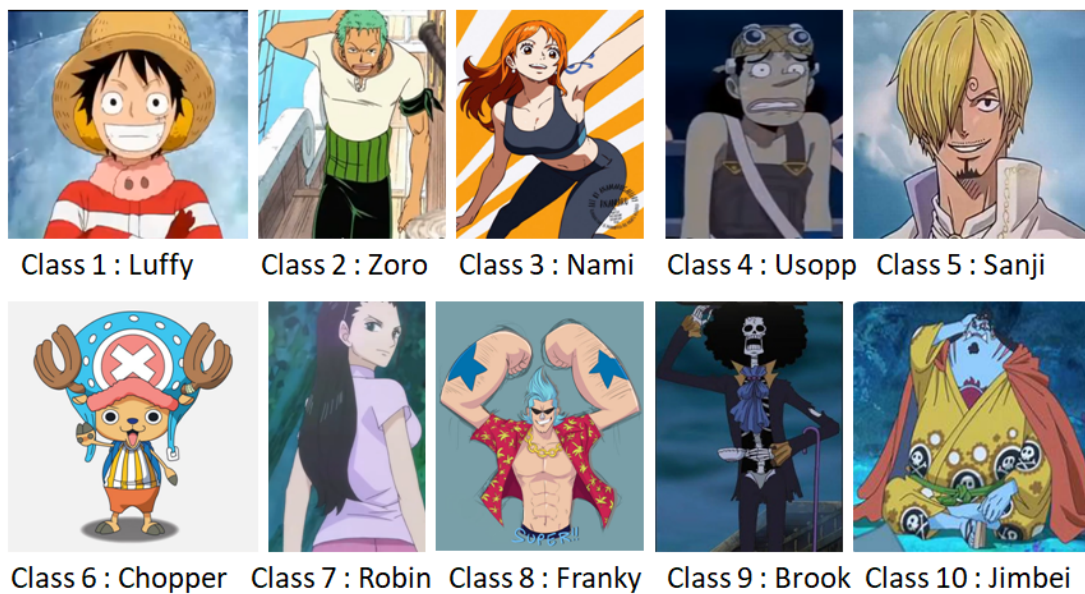 Class 1 : Luffy
Class 2 : Zoro
Class 3 : Nami
Class 4 : Usopp
Class 5 : Sanji
SUPER!!
Class 6 : Chopper
Class 7 : Robin
Class 8 : Franky
Class 9 : Brook
Class 10 : Jimbei